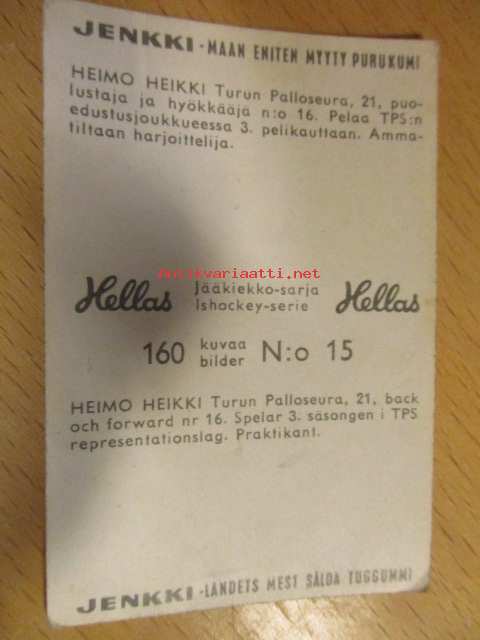 JENKKI - MAAN ENITEN MYYTY PURUKUMI
HEIMO HEIKKI Turun Palloseura, 21, puo-
lustaja ja hyökkääjä n:o 16. Pelaa TPS:n
edustusjoukkueessa 3. pelikauttaan. Amma-
tiltaan harjoittelija.
Antikvariaatti.net
Hellas Jääkiekko-sarja Hellas
Ishockey-serie
160 kuvaa N:o 15
bilder
HEIMO HEIKKI Turun Palloseura, 21, back
och forward nr 16. Spelar 3. säsongen i TPS
representationslag. Praktikant.
JENKKI - LANDETS MEST SÅLDA TUGGUMMI